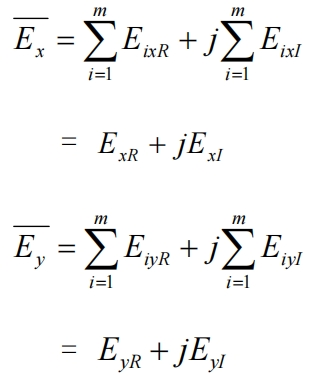 $\overline{E_x} = \sum_{i=1}^{m} E_{ixR} + j \sum_{i=1}^{m} E_{ixI}$
$= E_{xR} + jE_{xI}$
$\overline{E_y} = \sum_{i=1}^{m} E_{iyR} + j \sum_{i=1}^{m} E_{iyI}$
$= E_{yR} + jE_{yI}$